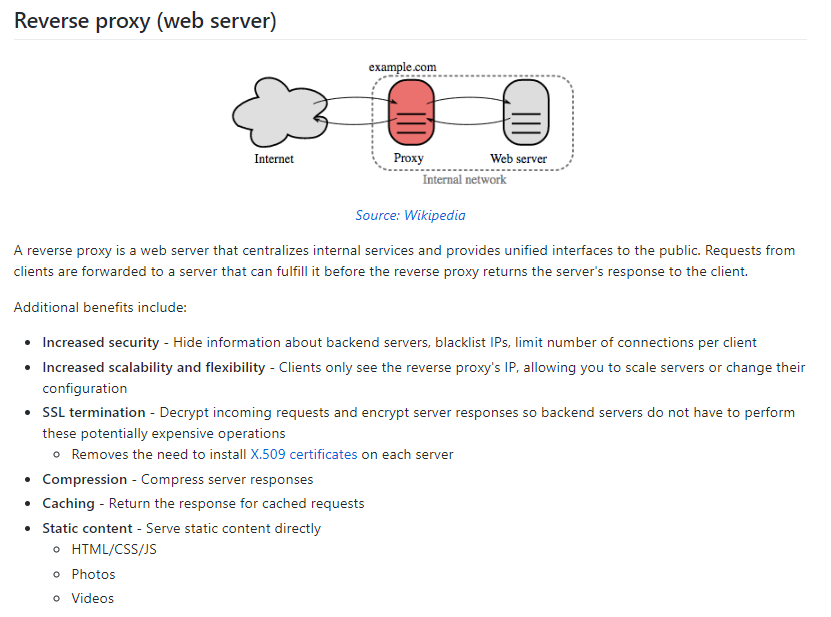 Reverse proxy (web server)
example.com
Internet
Proxy
Web server
Internal network
Source: Wikipedia
A reverse proxy is a web server that centralizes internal services and provides unified interfaces to the public. Requests from
clients are forwarded to a server that can fulfill it before the reverse proxy returns the server's response to the client.
Additional benefits include:
• Increased security - Hide information about backend servers, blacklist IPs, limit number of connections per client
• Increased scalability and flexibility - Clients only see the reverse proxy's IP, allowing you to scale servers or change their
configuration
• SSL termination - Decrypt incoming requests and encrypt server responses so backend servers do not have to perform
these potentially expensive operations
◦ Removes the need to install X.509 certificates on each server
• Compression - Compress server responses
• Caching - Return the response for cached requests
• Static content - Serve static content directly
◦ HTML/CSS/JS
◦ Photos
◦ Videos